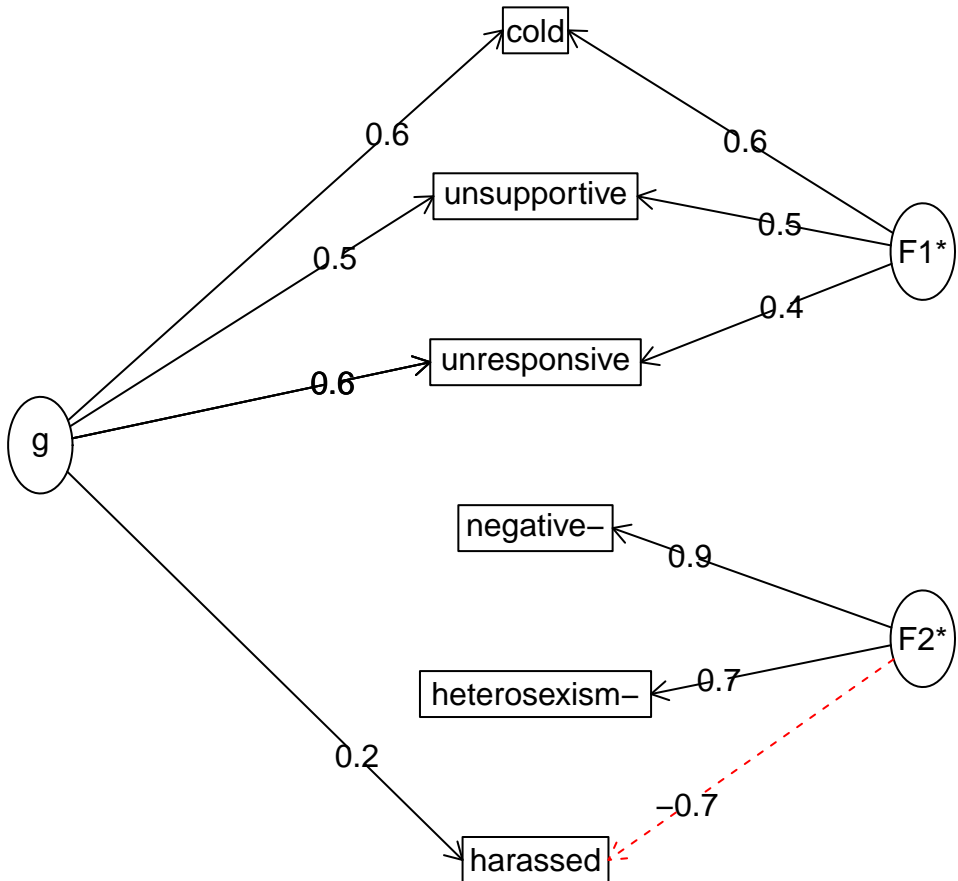 cold
0.6
0.6
unsupportive
0.5
F1*
0.5
0.4
unresponsive
0.6
g
negative−
0.9
F2*
heterosexism−
0.7
0.2
−0.7
harassed